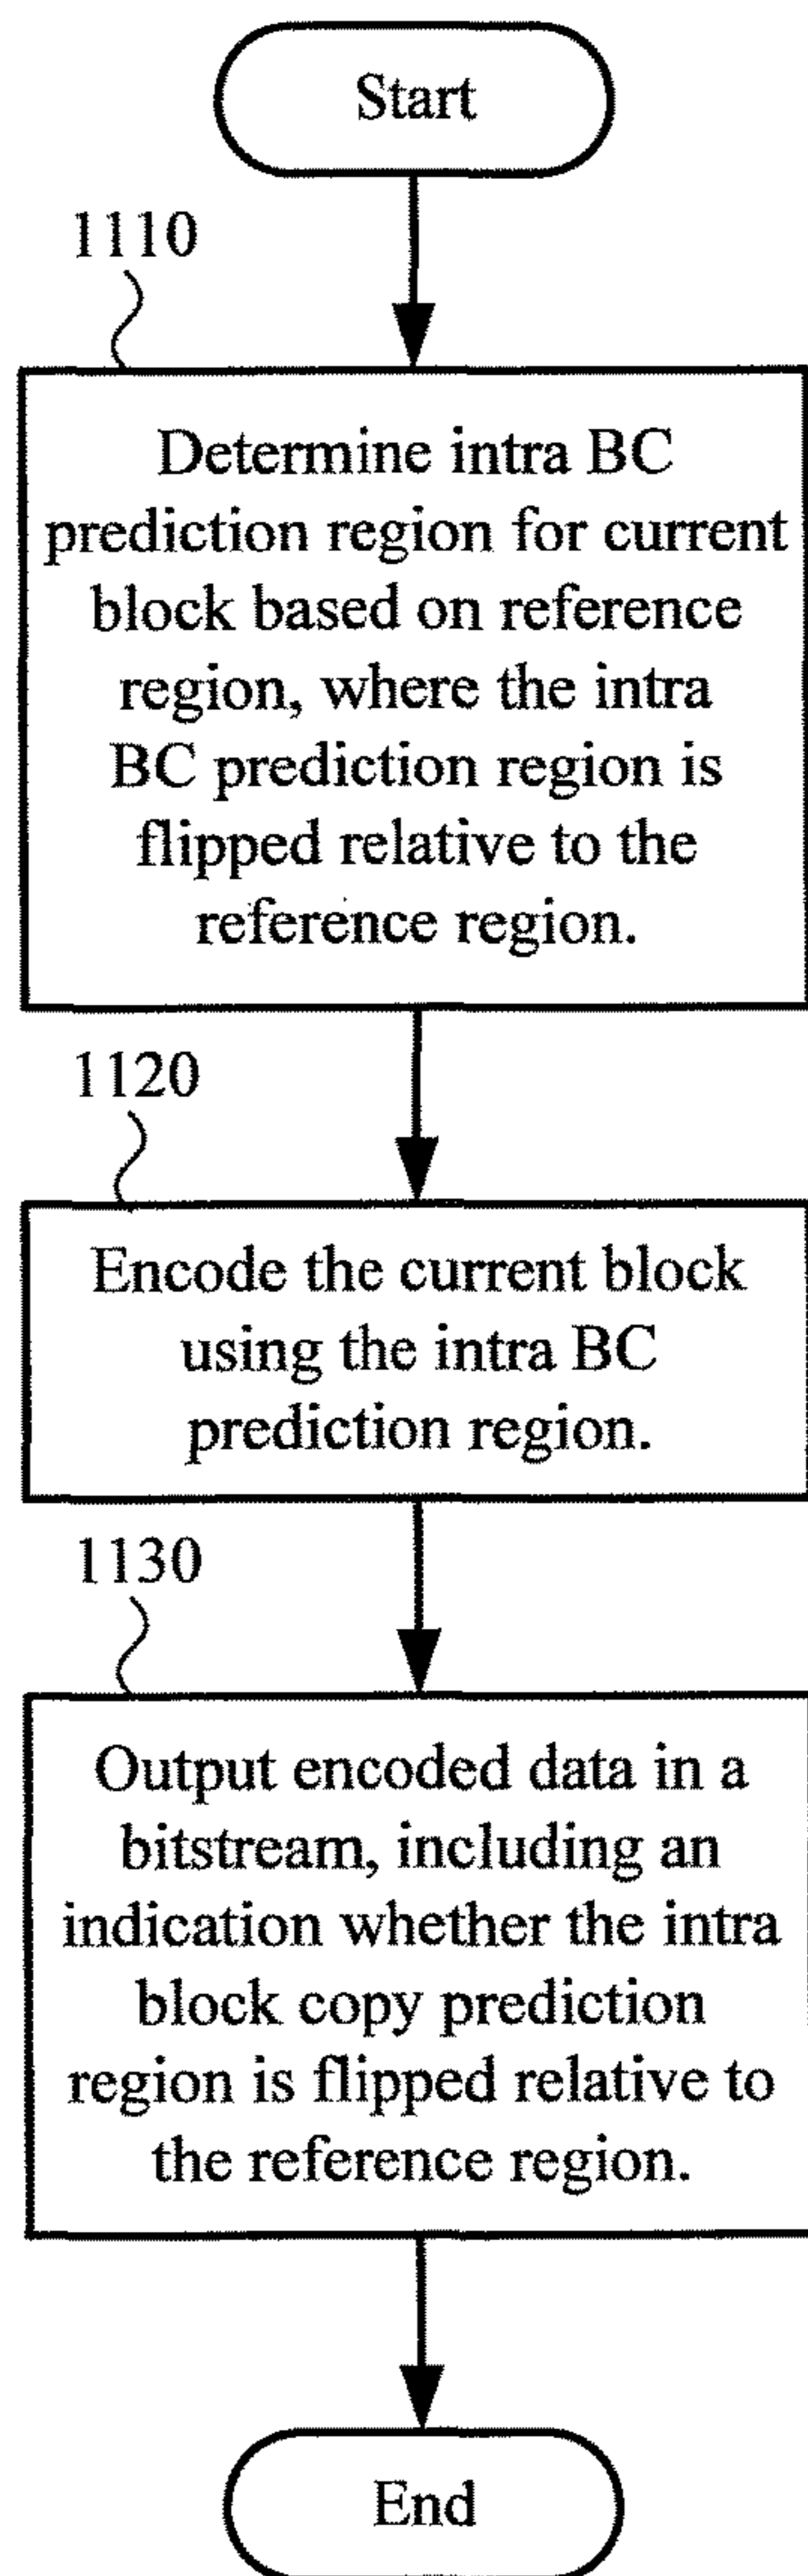 Start
1110
Determine intra BC
prediction region for current
block based on reference
region, where the intra
BC prediction region is
flipped relative to the
reference region.
1120
Encode the current block
using the intra BC
prediction region.
1130
Output encoded data in a
bitstream, including an
indication whether the intra
block copy prediction
region is flipped relative to
the reference region.
End